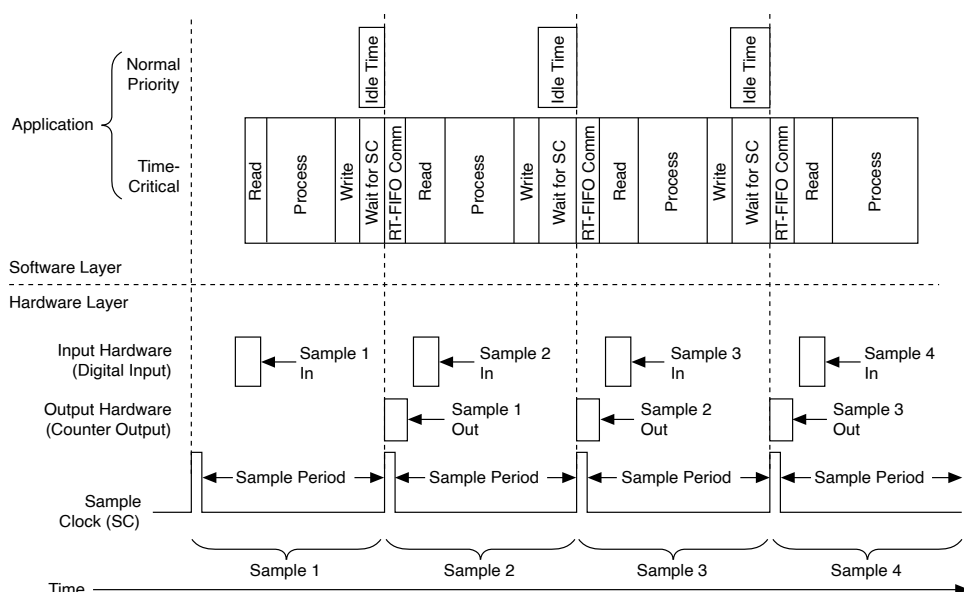 Normal
Priority
Idle Time
Idle Time
Idle Time
Application
Time-
Critical
Read
Process
Write
Wait for SC
RT-FIFO Comm
Read
Process
Write
Wait for SC
RT-FIFO Comm
Read
Process
Write
Wait for SC
RT-FIFO Comm
Read
Process
Software Layer
Hardware Layer
Input Hardware
(Digital Input)
Sample 1
In
Sample 2
In
Sample 3
In
Sample 4
In
Output Hardware
(Counter Output)
Sample 1
Out
Sample 2
Out
Sample 3
Out
Sample Period
Sample Period
Sample Period
Sample Period
Sample
Clock (SC)
Sample 1
Sample 2
Sample 3
Sample 4
Time